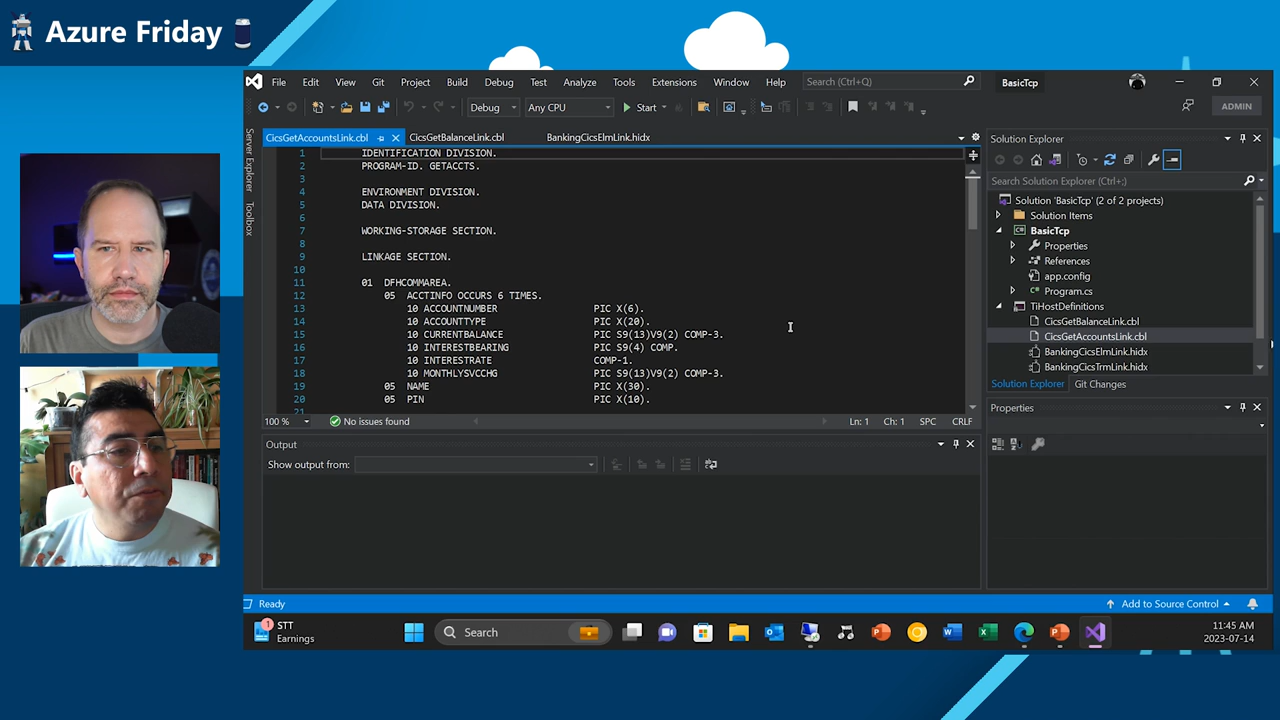 Azure Friday
File Edit View Git Project Build Debug Test Analyze Tools Extensions Window Help Search (Ctrl+Q) BasicTcp
Debug Any CPU Start ADMIN
Server Explorer
Toolbox
CicsGetAccountsLink.cbl CicsGetBalanceLink.cbl BankingCicsElmLink.hidx
1 IDENTIFICATION DIVISION.
2 PROGRAM-ID. GETACCTS.
3
4 ENVIRONMENT DIVISION.
5 DATA DIVISION.
6
7 WORKING-STORAGE SECTION.
8
9 LINKAGE SECTION.
10
11 01 DFHCOMMAREA.
12 05 ACCTINFO OCCURS 6 TIMES.
13 10 ACCOUNTNUMBER PIC X(6).
14 10 ACCOUNTTYPE PIC X(20).
15 10 CURRENTBALANCE PIC S9(13)V9(2) COMP-3.
16 10 INTERESTBEARING PIC S9(4) COMP.
17 10 INTERESTRATE COMP-1.
18 10 MONTHLYSVCCHG PIC S9(13)V9(2) COMP-3.
19 05 NAME PIC X(30).
20 05 PIN PIC X(10).
21
100 % No issues found Ln: 1 Ch: 1 SPC CRLF
Output
Show output from:
Solution Explorer
Search Solution Explorer (Ctrl+;)
Solution 'BasicTcp' (2 of 2 projects)
Solution Items
BasicTcp
Properties
References
app.config
Program.cs
TiHostDefinitions
CicsGetBalanceLink.cbl
CicsGetAccountsLink.cbl
BankingCicsElmLink.hidx
BankingCicsTrmLink.hidx
Solution Explorer Git Changes
Properties
Ready Add to Source Control
1
STT
Earnings
Search
11:45 AM
2023-07-14